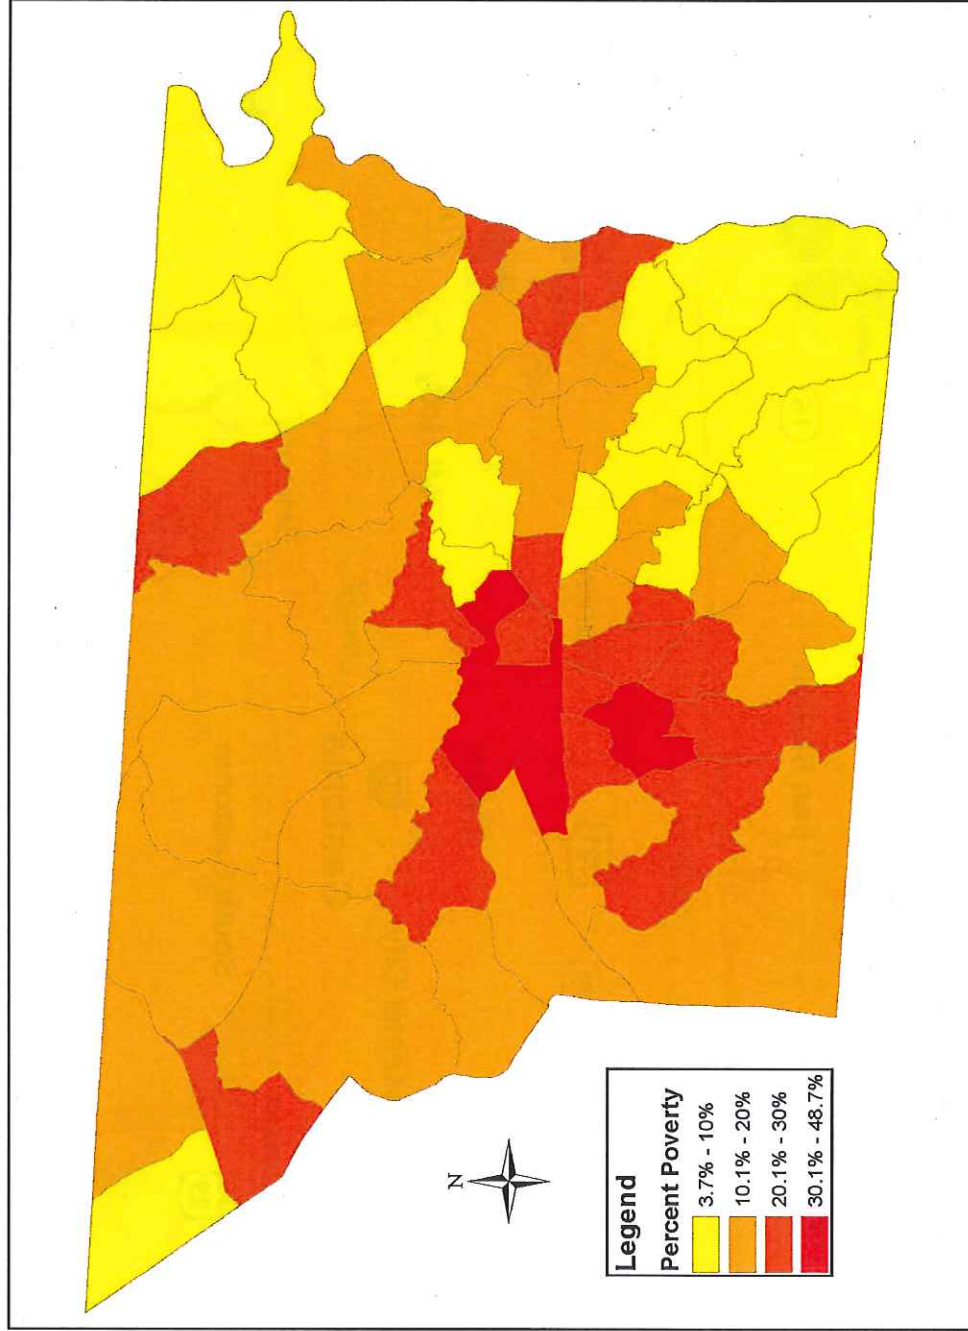 N
Legend
Percent Poverty
3.7% - 10%
10.1% - 20%
20.1% - 30%
30.1% - 48.7%